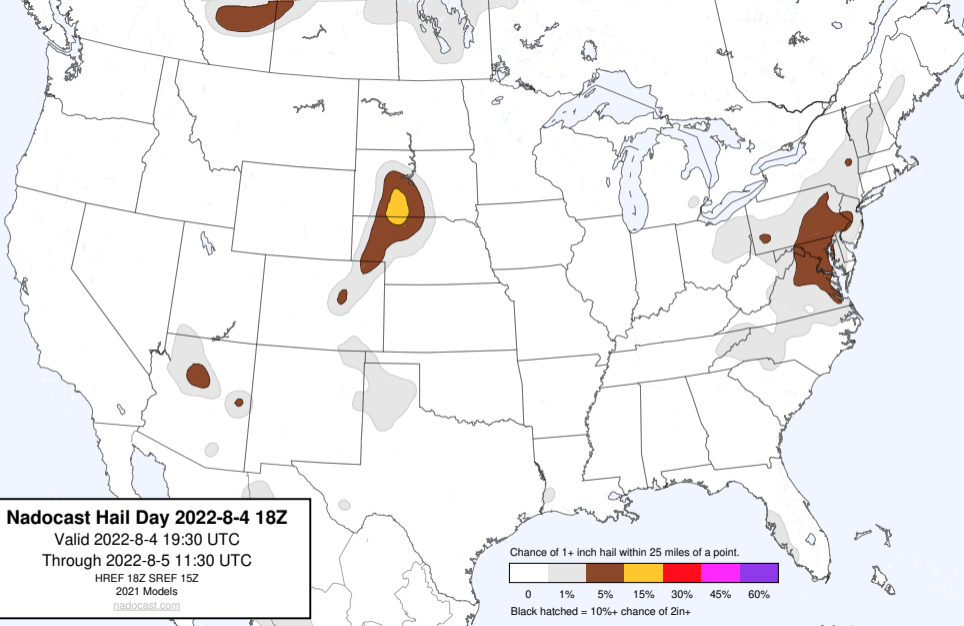 Nadocast Hail Day 2022-8-4 18Z
Valid 2022-8-4 19:30 UTC
Through 2022-8-5 11:30 UTC
HREF 18Z SREF 15Z
2021 Models
nadocast.com
Chance of 1+ inch hail within 25 miles of a point.
0 1% 5% 15% 30% 45% 60%
Black hatched = 10%+ chance of 2in+